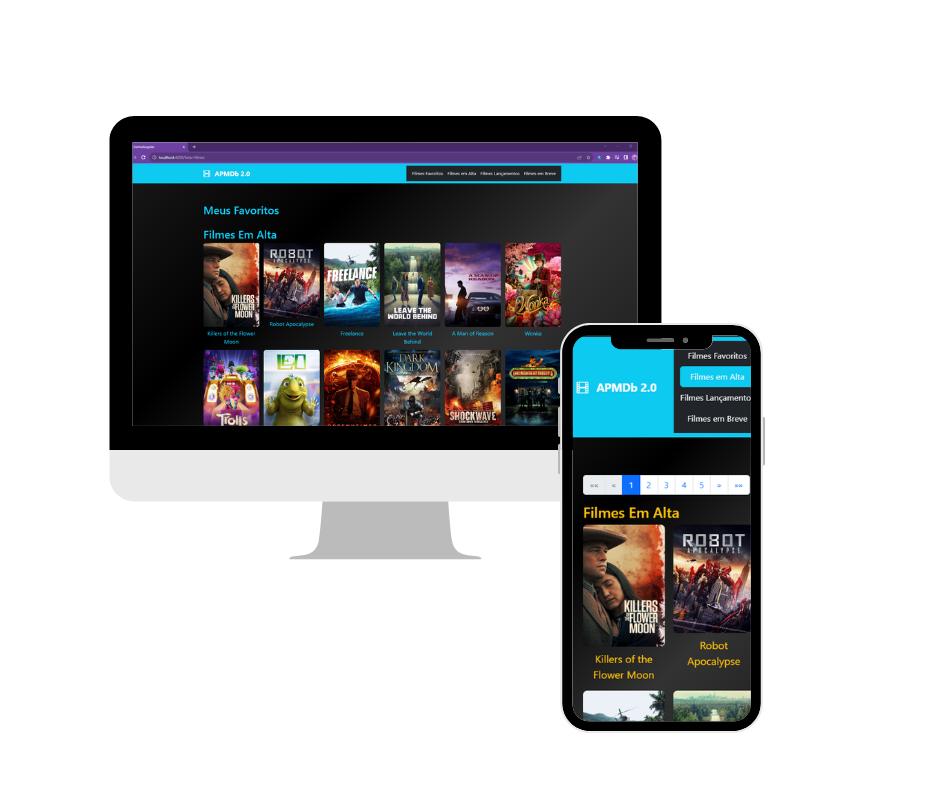 APMDb 2.0
Filmes Favoritos Filmes em Alta Filmes Lançamentos Filmes em Breve
Meus Favoritos
Filmes Em Alta
KILLERS
OF THE FLOWER
MOON
ROBOT
APOCALYPSE
FREELANCE
LEAVE THE
WORLD BEHIND
A MAN OF
REASON
Wonka
Killers of the Flower
Moon
Robot Apocalypse
Freelance
Leave the World
Behind
A Man of Reason
Wonka
Trolls
LEO
OPPENHEIMER
DARK
KINGDOM
SHOCKWAVE
APMDb 2.0
Filmes Favoritos
Filmes em Alta
Filmes Lançamento
Filmes em Breve
«« « 1 2 3 4 5 » »»
Filmes Em Alta
KILLERS
OF THE FLOWER
MOON
ROBOT
APOCALYPSE
Killers of the
Flower Moon
Robot
Apocalypse